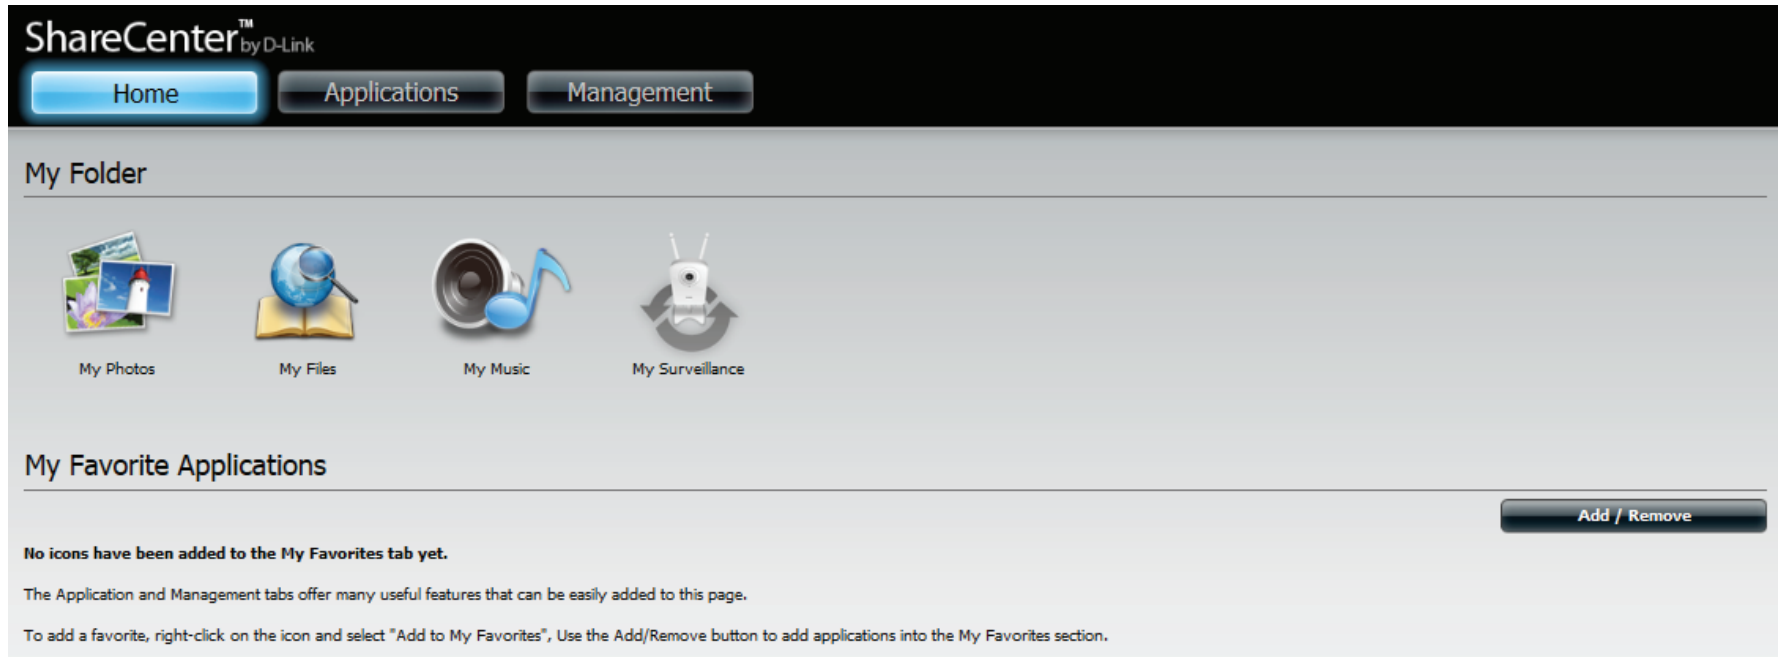 ShareCenter™ by D-Link
Home Applications Management
My Folder
My Photos My Files My Music My Surveillance
My Favorite Applications
Add / Remove
No icons have been added to the My Favorites tab yet.
The Application and Management tabs offer many useful features that can be easily added to this page.
To add a favorite, right-click on the icon and select "Add to My Favorites", Use the Add/Remove button to add applications into the My Favorites section.